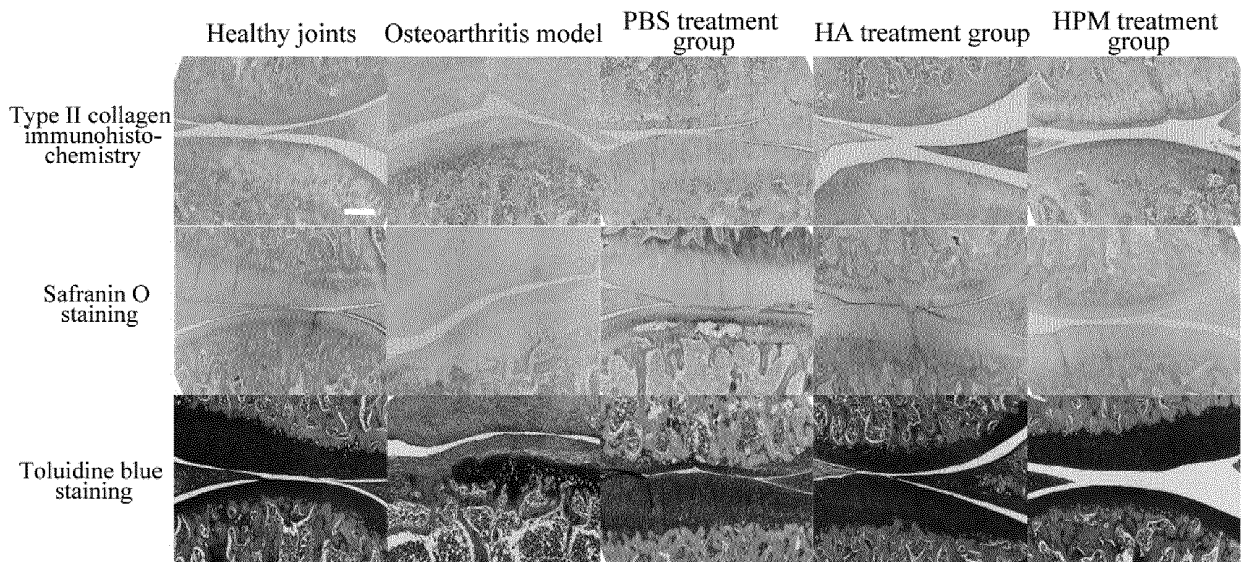 Healthy joints
Osteoarthritis model
PBS treatment
group
HA treatment group
HPM treatment
group
Type II collagen
immunohisto-
chemistry
Safranin O
staining
Toluidine blue
staining